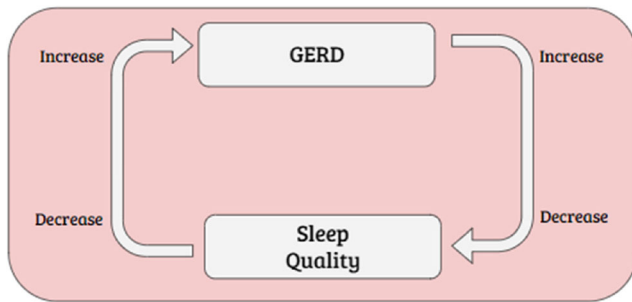 GERD
Increase
Increase
Decrease
Decrease
Sleep
Quality